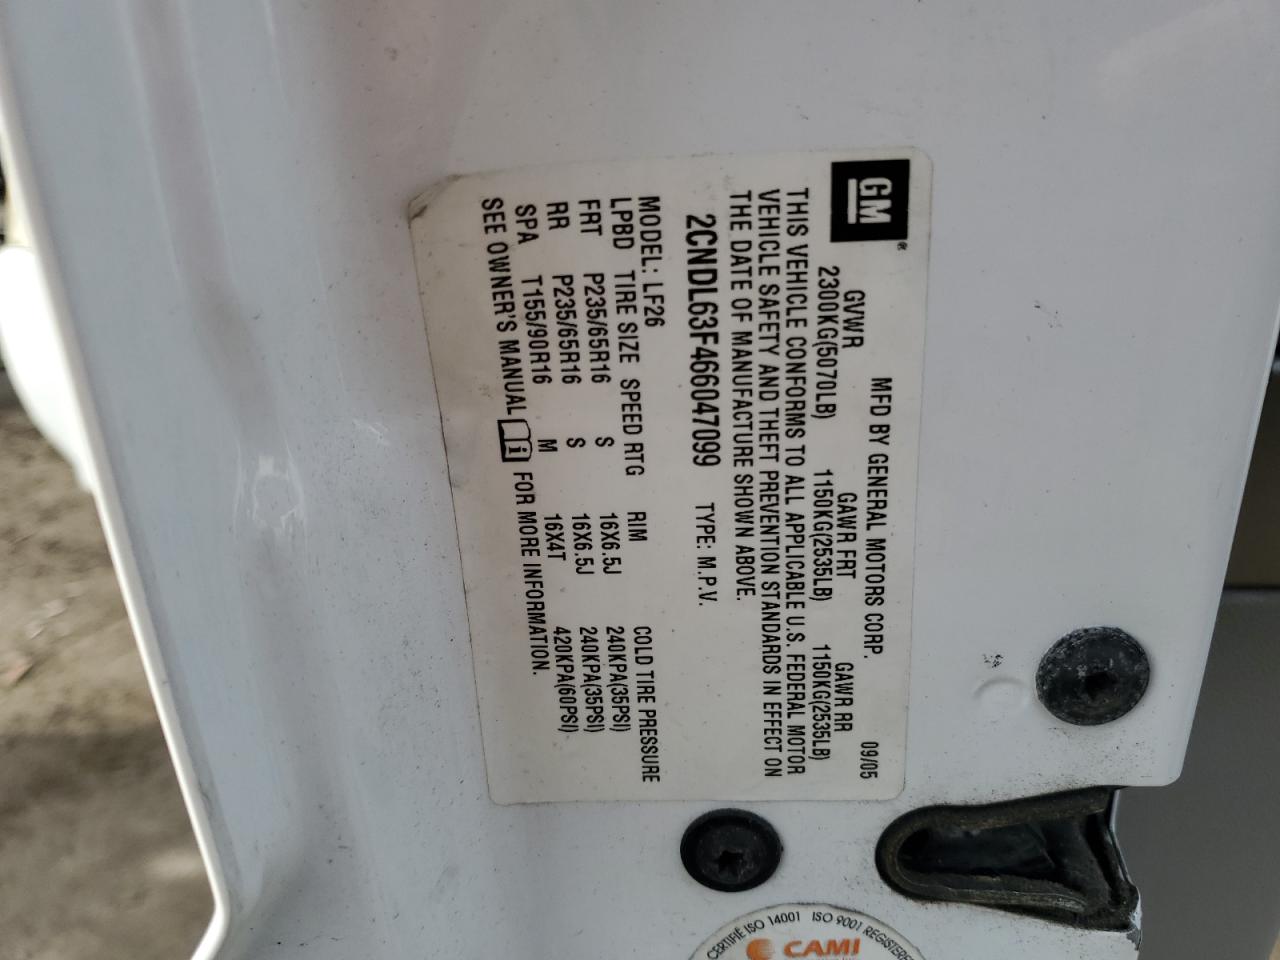 GM®
MFD BY GENERAL MOTORS CORP. 09/05
GVWR GAWR FRT GAWR RR
2300KG(5070LB) 1150KG(2535LB) 1150KG(2535LB)
THIS VEHICLE CONFORMS TO ALL APPLICABLE U.S. FEDERAL MOTOR
VEHICLE SAFETY AND THEFT PREVENTION STANDARDS IN EFFECT ON
THE DATE OF MANUFACTURE SHOWN ABOVE.
2CNDL63F466047099 TYPE: M.P.V.
MODEL: LF26
LPBD TIRE SIZE SPEED RTG RIM COLD TIRE PRESSURE
FRT P235/65R16 S 16X6.5J 240KPA(35PSI)
RR P235/65R16 S 16X6.5J 240KPA(35PSI)
SPA T155/90R16 M 16X4T 420KPA(60PSI)
SEE OWNER'S MANUAL i FOR MORE INFORMATION.
CERTIFIÉ ISO 14001 ISO 9001 REGISTERED
CAMI